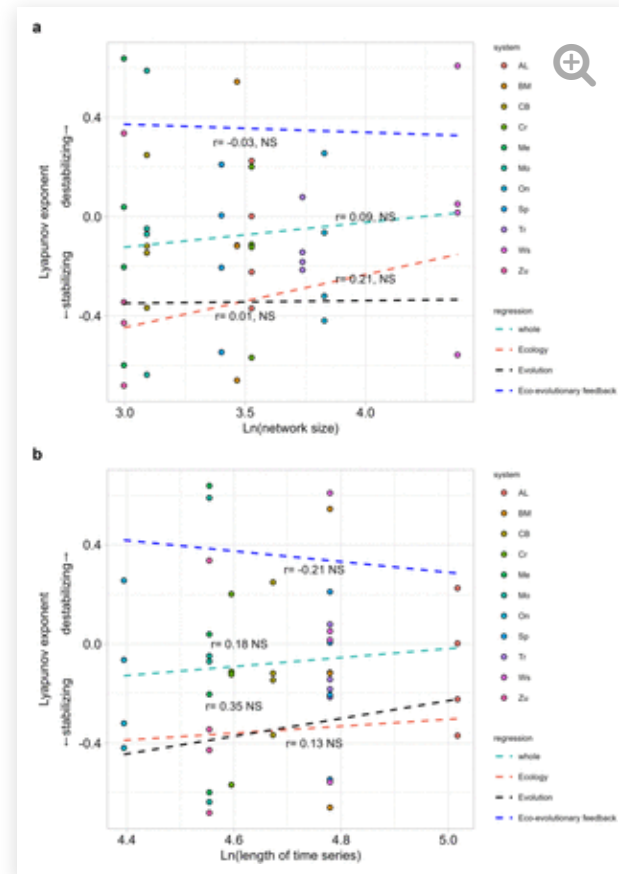 a
system
AL
BM
CB
Cr
Me
Mo
On
Sp
Tr
Ws
Zu
Lyapunov exponent
←stabilizing destabilizing→
0.4
0.0
-0.4
r= -0.03, NS
r= 0.09, NS
r= 0.21, NS
r= 0.01, NS
3.0 3.5 4.0
Ln(network size)
regression
whole
Ecology
Evolution
Eco-evolutionary feedback
b
system
AL
BM
CB
Cr
Me
Mo
On
Sp
Tr
Ws
Zu
Lyapunov exponent
←stabilizing destabilizing→
0.4
0.0
-0.4
r= -0.21 NS
r= 0.18 NS
r= 0.35 NS
r= 0.13 NS
4.4 4.6 4.8 5.0
Ln(length of time series)
regression
whole
Ecology
Evolution
Eco-evolutionary feedback